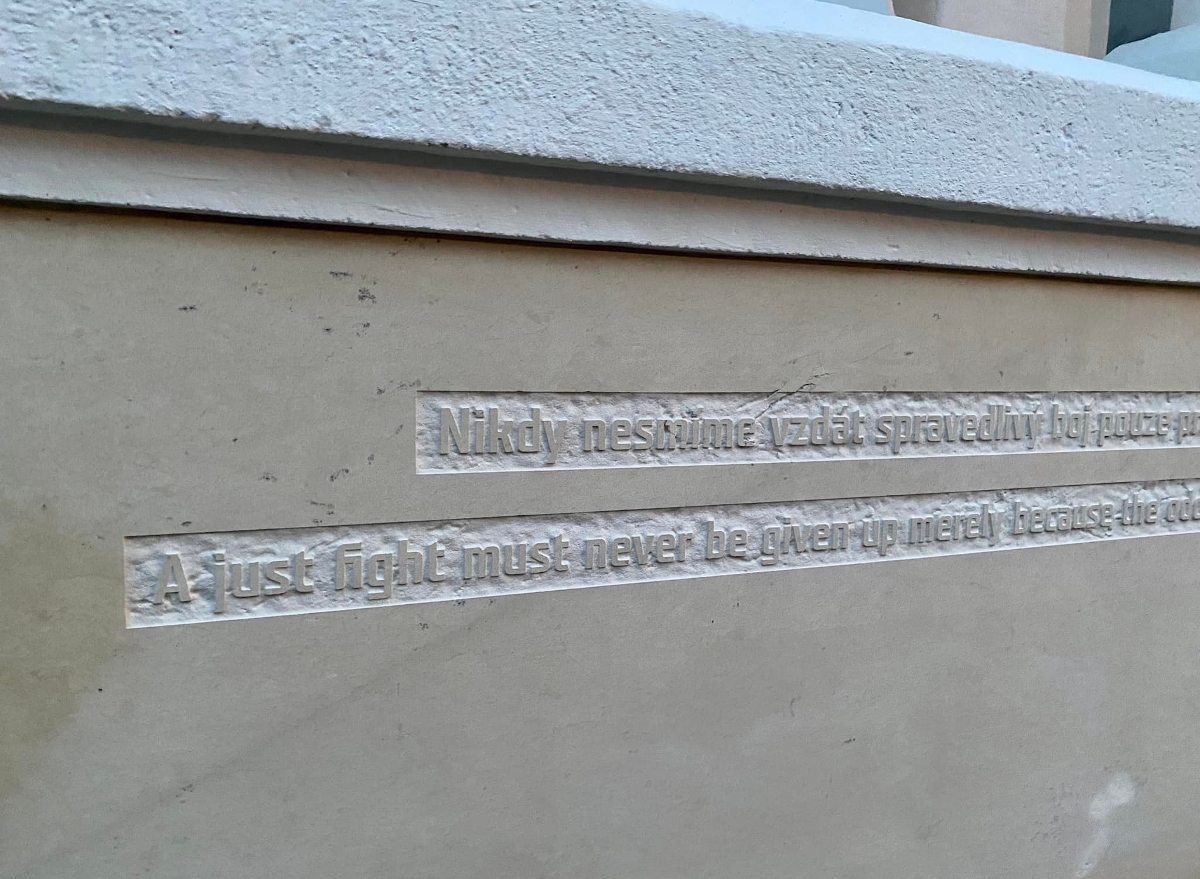 Nikdy nesmíme vzdát spravedlivý boj pouze
A just fight must never be given up merely because the